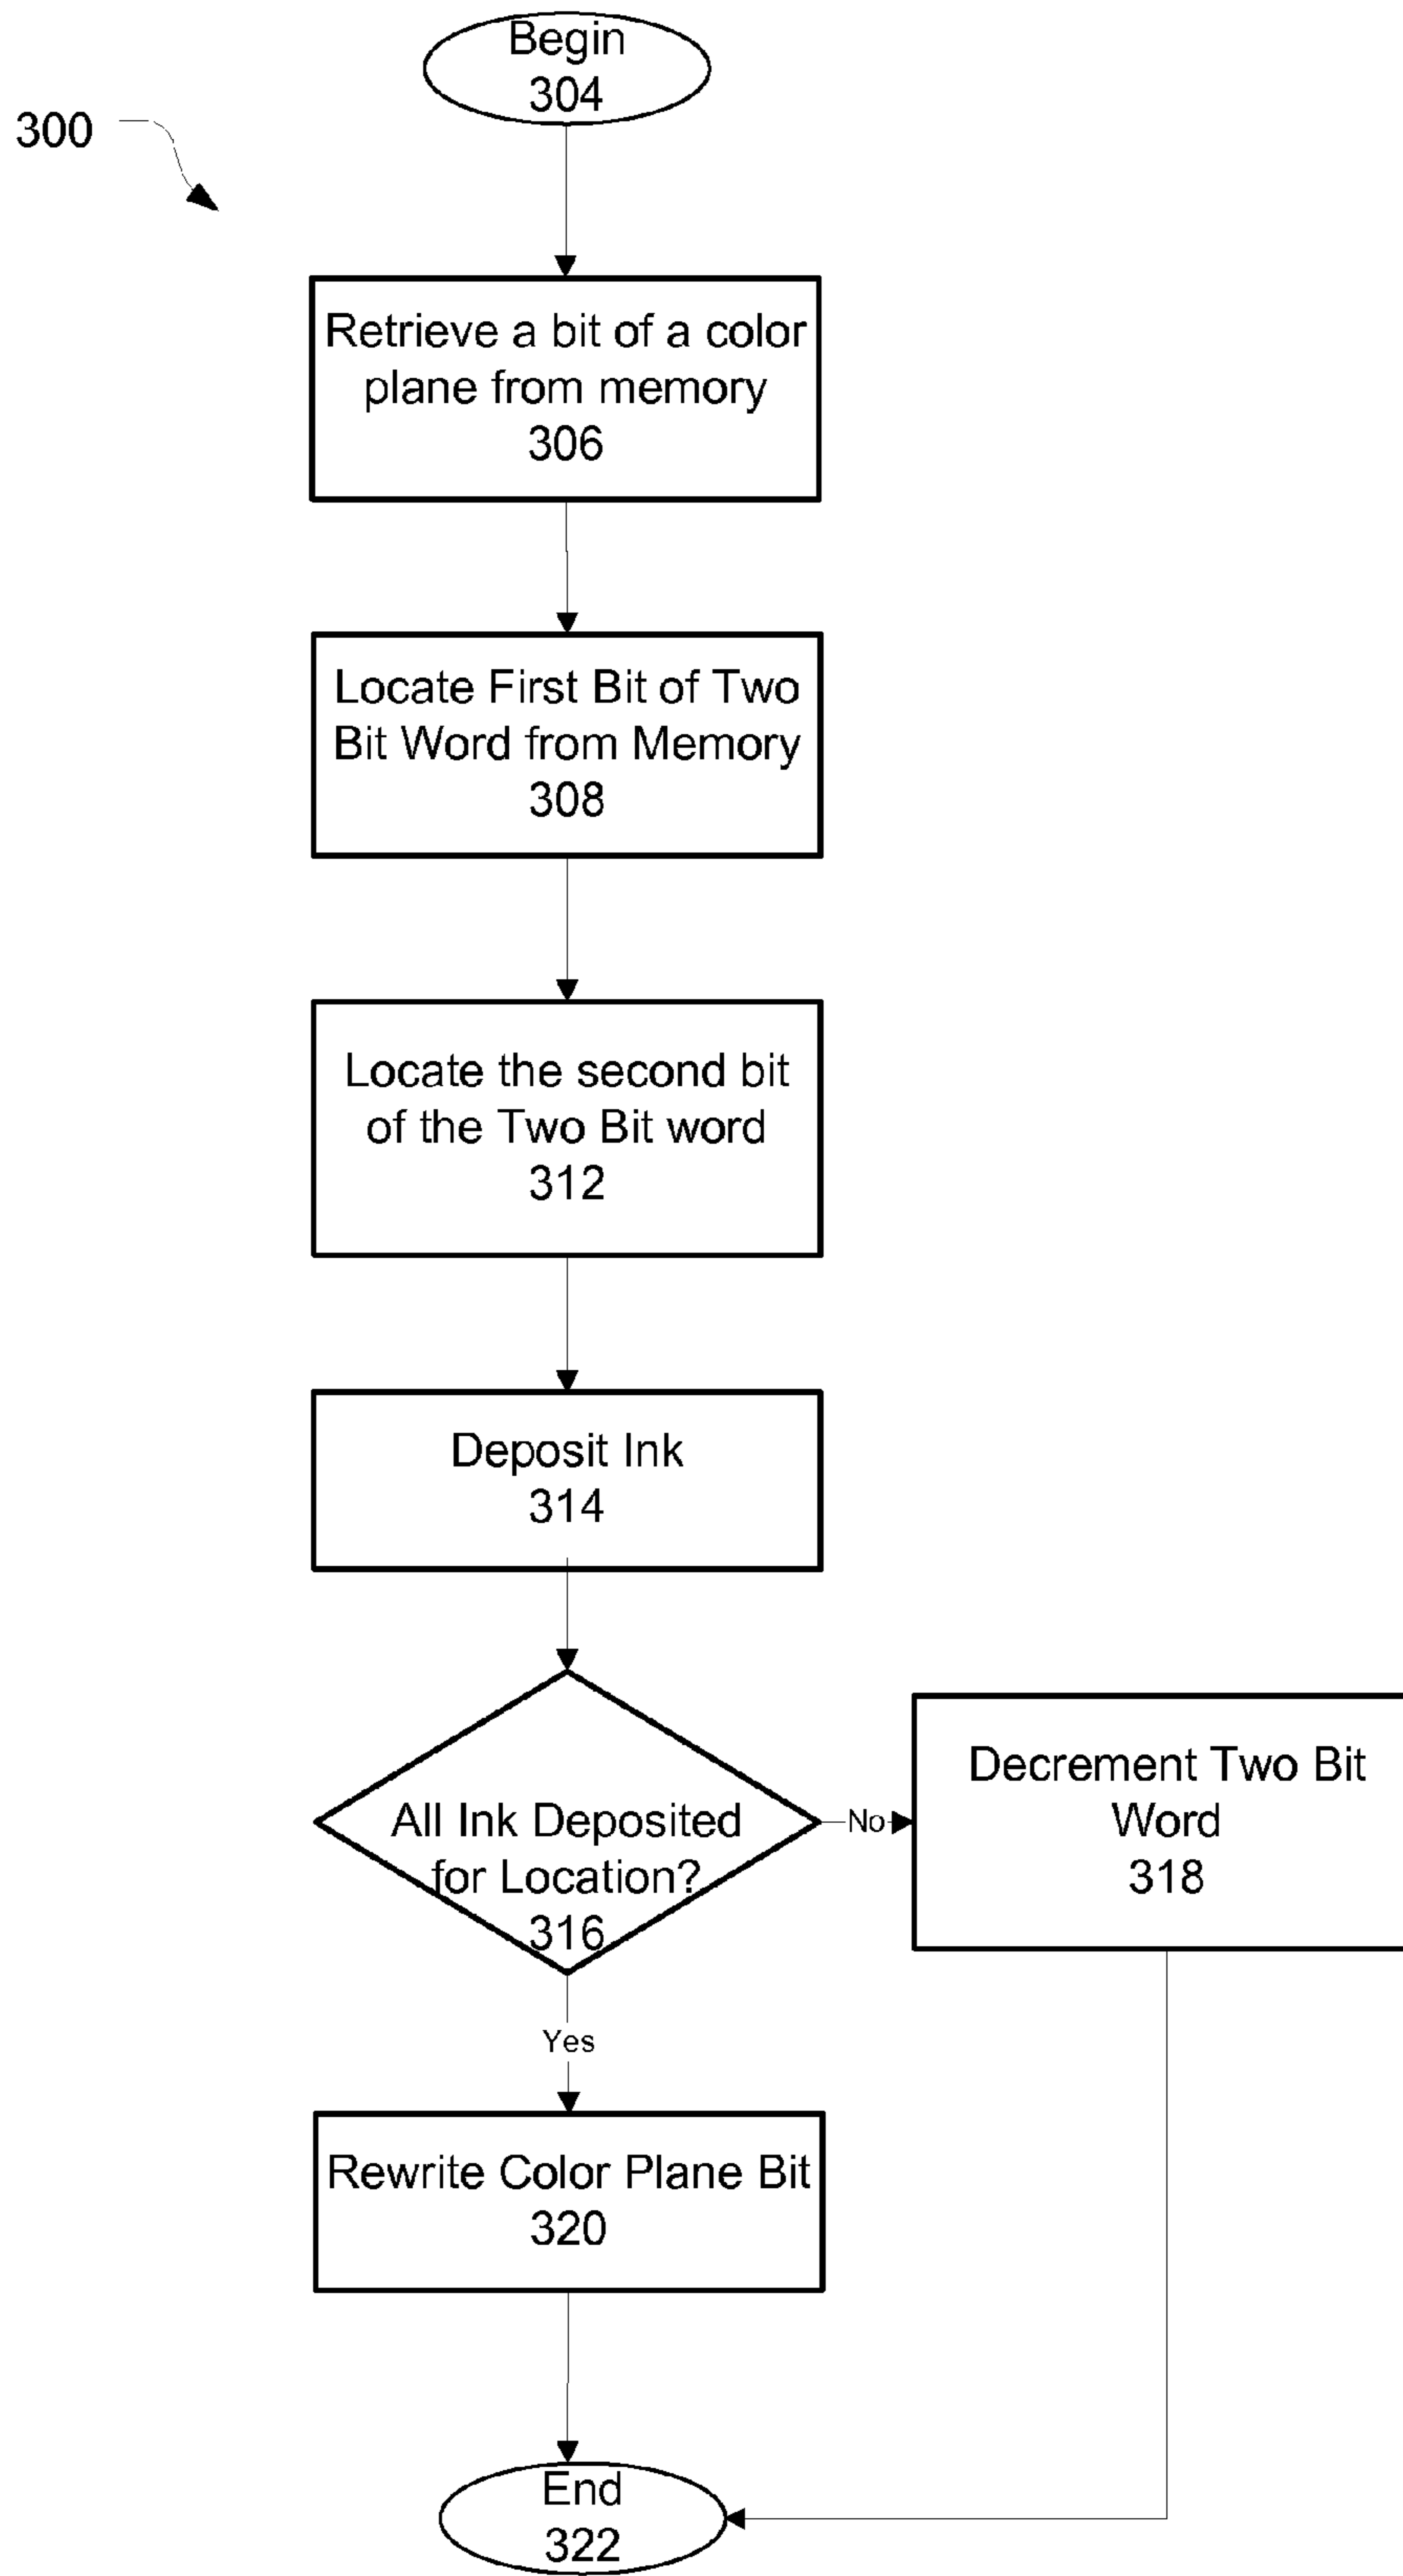 Begin
304
300
Retrieve a bit of a color
plane from memory
306
Locate First Bit of Two
Bit Word from Memory
308
Locate the second bit
of the Two Bit word
312
Deposit Ink
314
All Ink Deposited
for Location?
316
No
Decrement Two Bit
Word
318
Yes
Rewrite Color Plane Bit
320
End
322